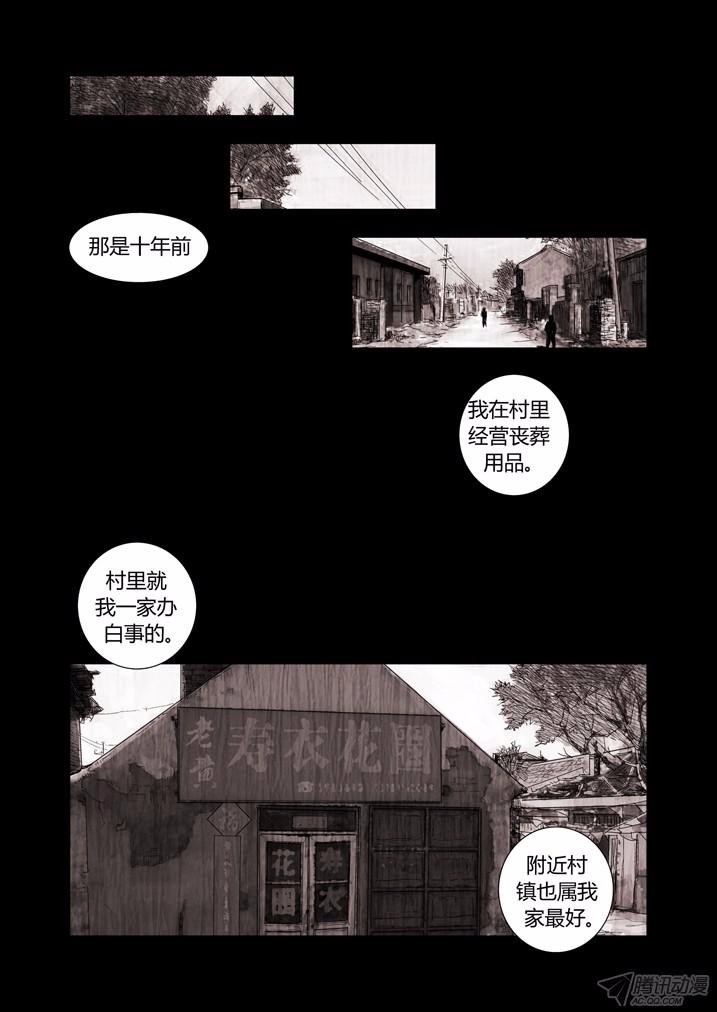 那是十年前
我在村里
经营丧葬
用品。
村里就
我一家办
白事的。
老黄
寿衣花圈
福
花圈
寿衣
附近村
镇也属我
家最好。
腾讯动漫
AC.QQ.COM